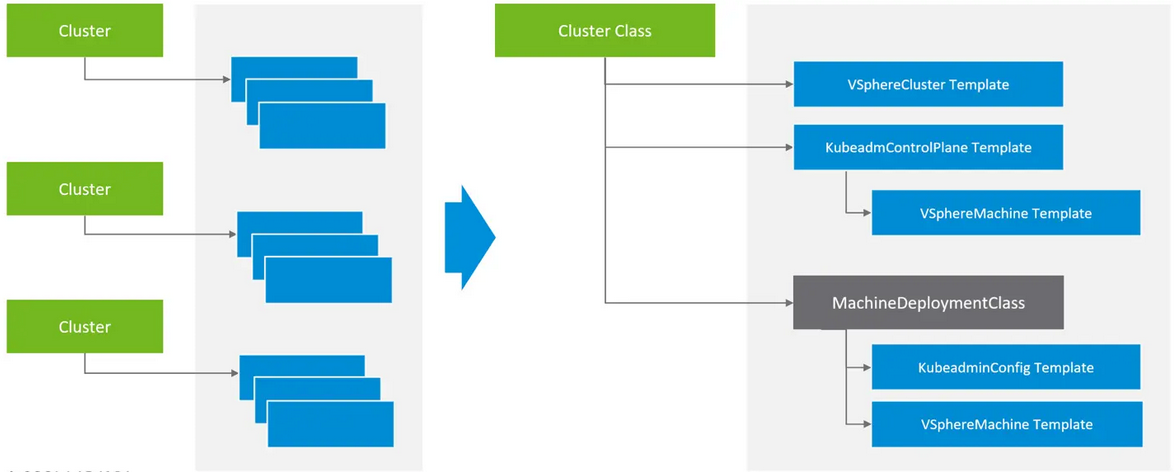 Cluster
Cluster
Cluster
Cluster Class
VSphereCluster Template
KubeadmControlPlane Template
VSphereMachine Template
MachineDeploymentClass
KubeadminConfig Template
VSphereMachine Template